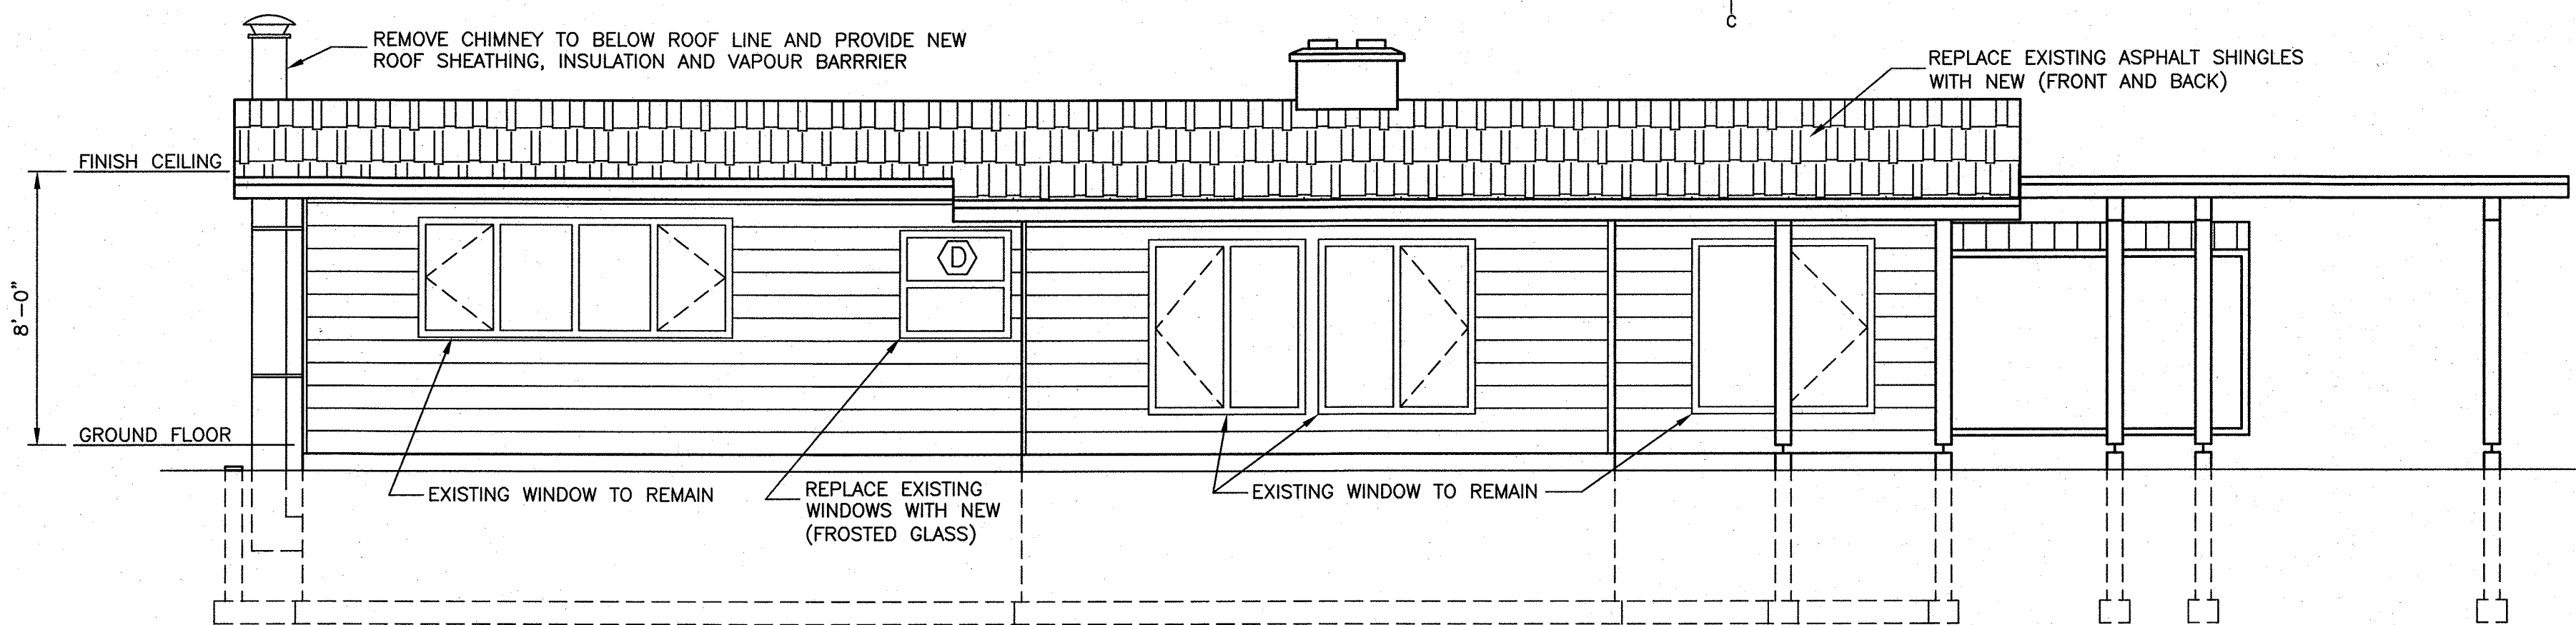 C
REMOVE CHIMNEY TO BELOW ROOF LINE AND PROVIDE NEW
ROOF SHEATHING, INSULATION AND VAPOUR BARRRIER
REPLACE EXISTING ASPHALT SHINGLES
WITH NEW (FRONT AND BACK)
FINISH CEILING
D
8'-0"
GROUND FLOOR
EXISTING WINDOW TO REMAIN
REPLACE EXISTING
WINDOWS WITH NEW
(FROSTED GLASS)
EXISTING WINDOW TO REMAIN